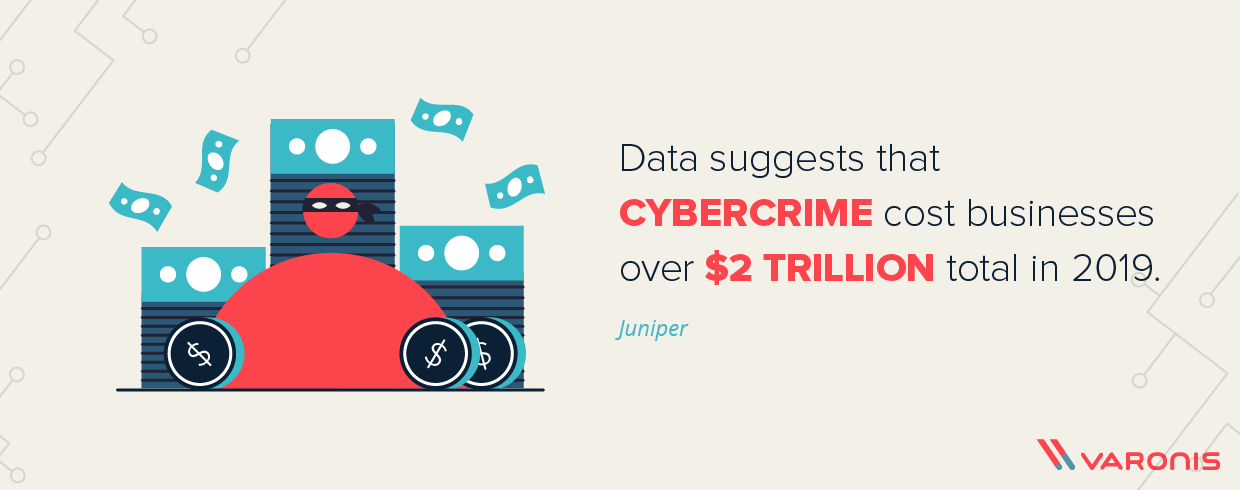 Data suggests that
CYBERCRIME cost businesses
over $2 TRILLION total in 2019.
Juniper
$ $ $
VARONIS